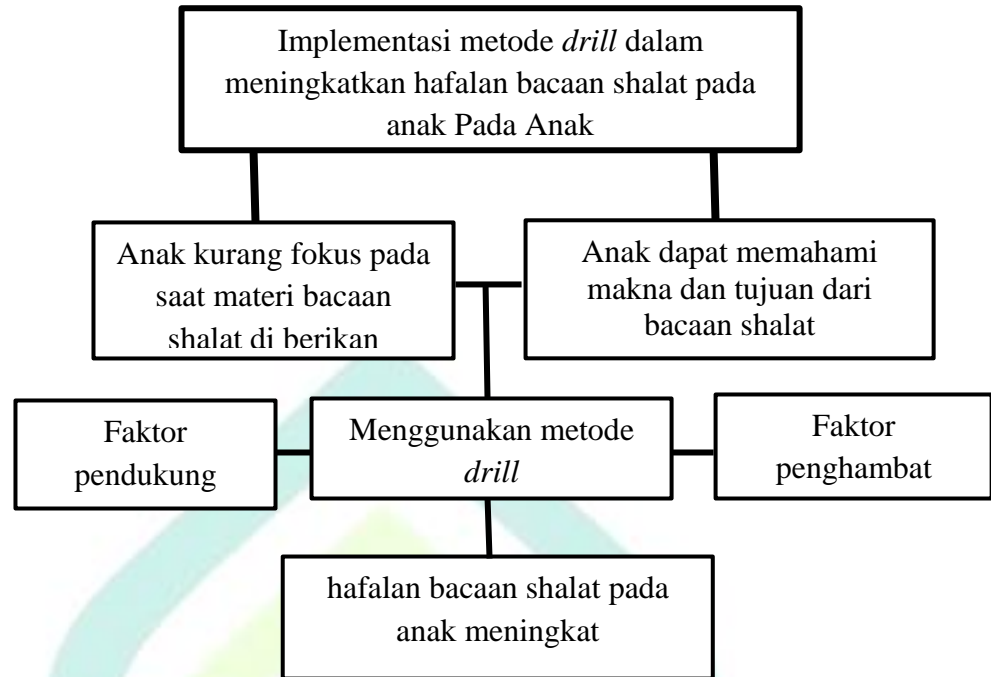 Implementasi metode drill dalam
meningkatkan hafalan bacaan shalat pada
anak Pada Anak
Anak kurang fokus pada
saat materi bacaan
shalat di berikan
Anak dapat memahami
makna dan tujuan dari
bacaan shalat
Faktor
pendukung
Menggunakan metode
drill
Faktor
penghambat
hafalan bacaan shalat pada
anak meningkat